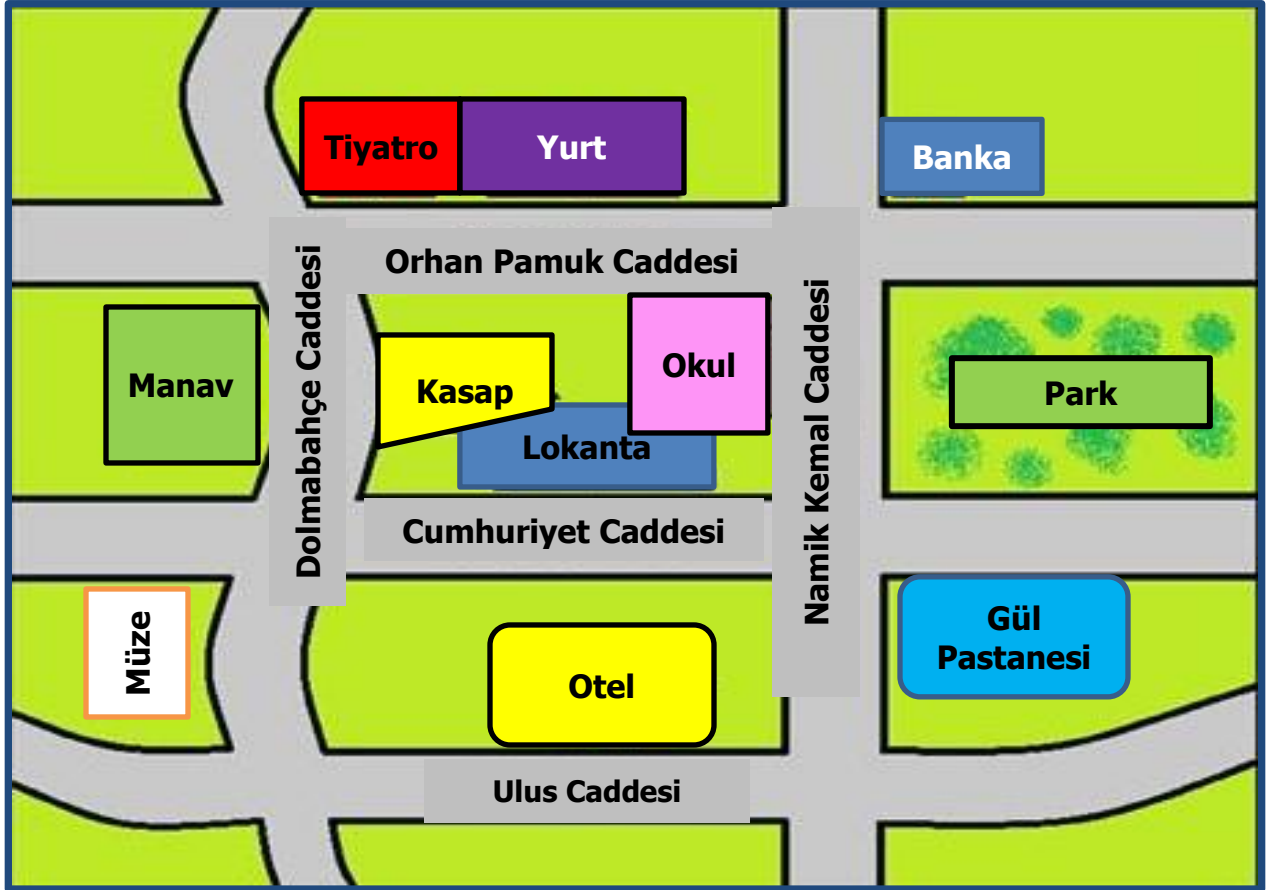 Tiyatro
Yurt
Banka
Orhan Pamuk Caddesi
Dolmabahçe Caddesi
Namik Kemal Caddesi
Manav
Kasap
Okul
Park
Lokanta
Cumhuriyet Caddesi
Müze
Otel
Gül
Pastanesi
Ulus Caddesi